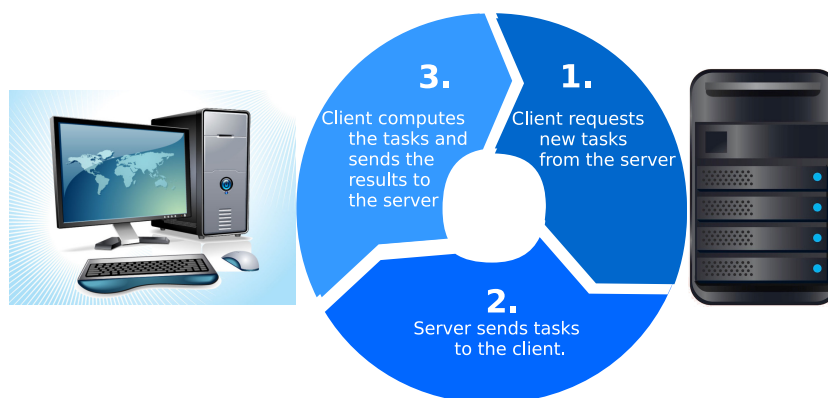 1.
Client requests
new tasks
from the server
2.
Server sends tasks
to the client.
3.
Client computes
the tasks and
sends the
results to
the server